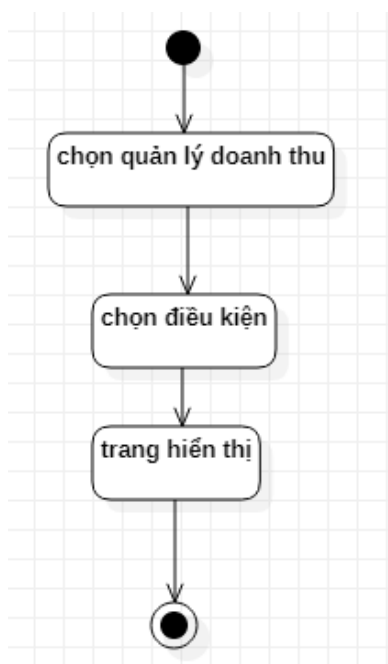 chọn quản lý doanh thu
chọn điều kiện
trang hiển thị